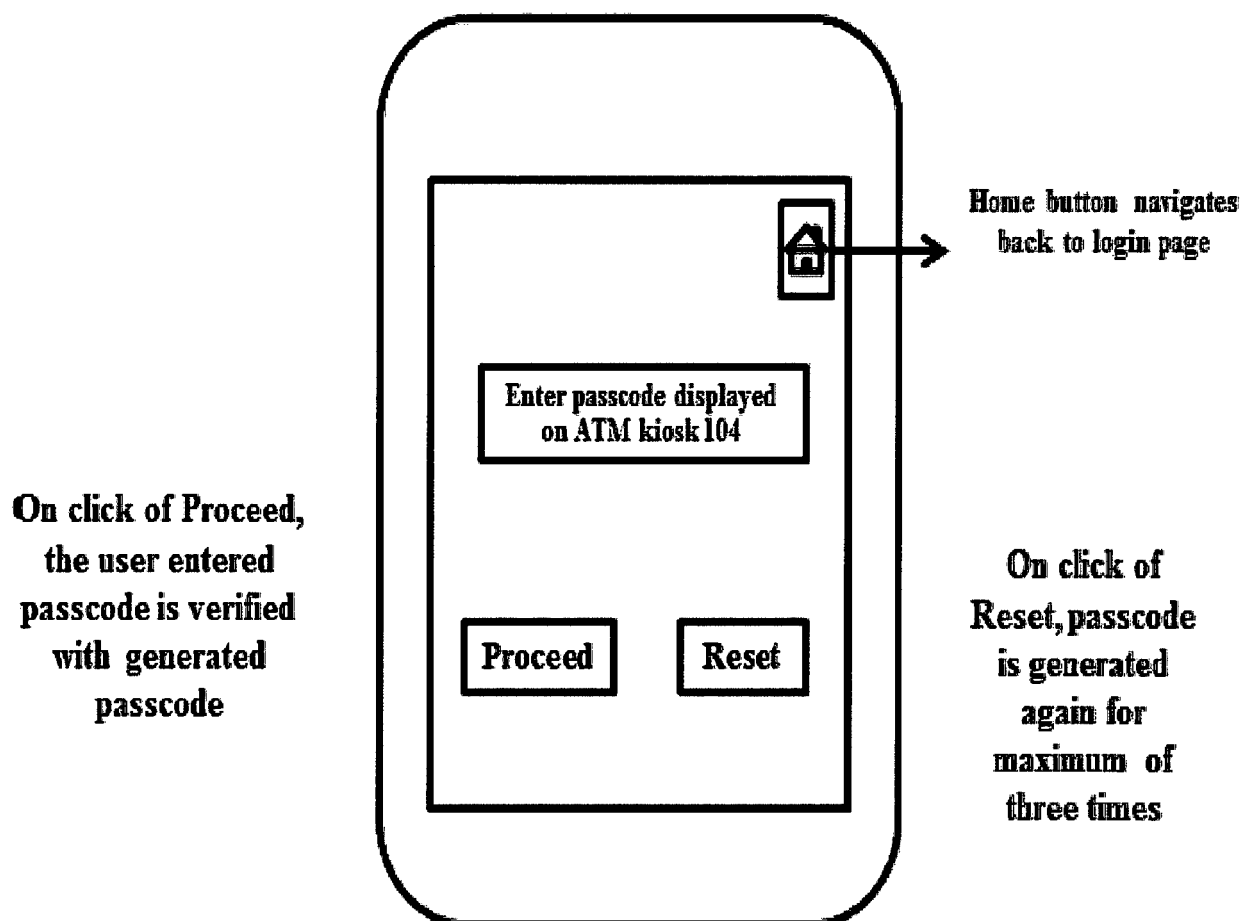 Home button navigates
back to login page
Enter passcode displayed
on ATM kiosk 104
On click of Proceed,
the user entered
passcode is verified
with generated
passcode
Proceed
Reset
On click of
Reset, passcode
is generated
again for
maximum of
three times